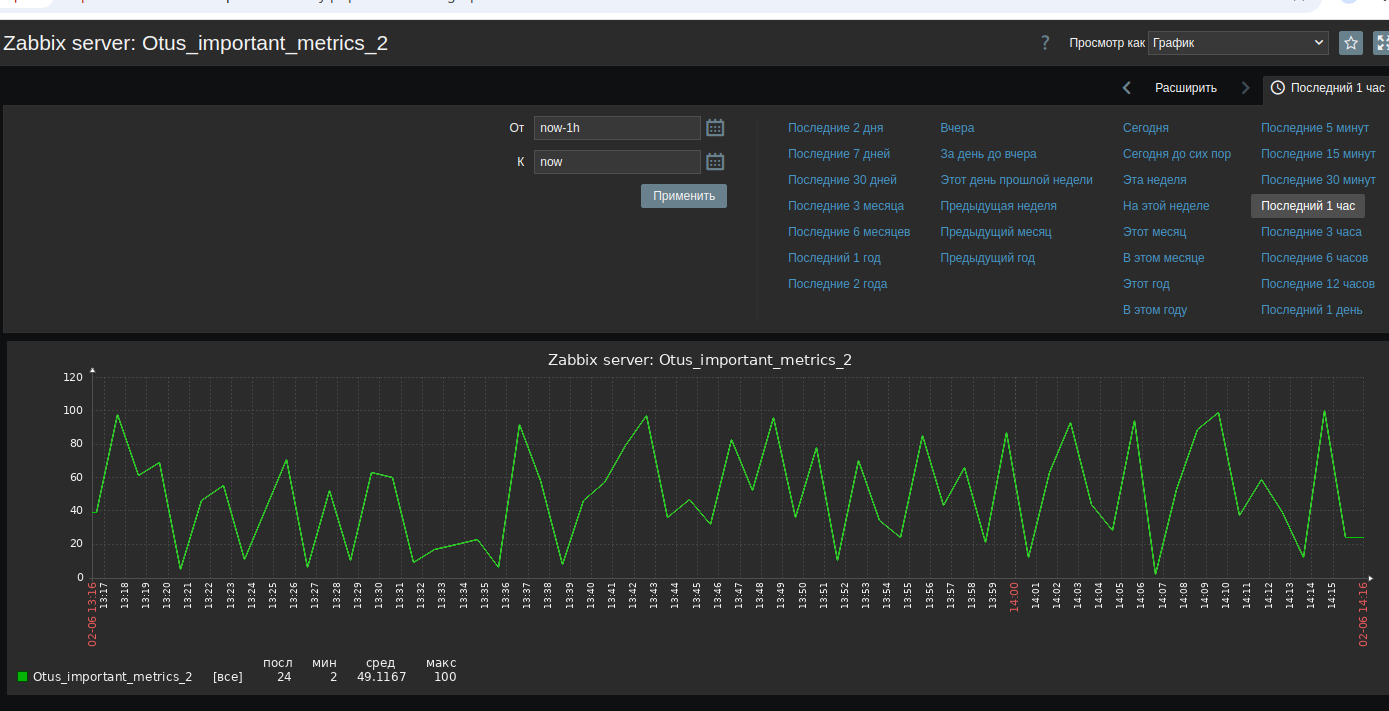 Zabbix server: Otus_important_metrics_2
? Просмотр как График
Расширить Последний 1 час
От now-1h
К now
Применить
Последние 2 дня Вчера Сегодня Последние 5 минут
Последние 7 дней За день до вчера Сегодня до сих пор Последние 15 минут
Последние 30 дней Этот день прошлой недели Эта неделя Последние 30 минут
Последние 3 месяца Предыдущая неделя На этой неделе Последний 1 час
Последние 6 месяцев Предыдущий месяц Этот месяц Последние 3 часа
Последний 1 год Предыдущий год В этом месяце Последние 6 часов
Последние 2 года Этот год Последние 12 часов
В этом году Последний 1 день
Zabbix server: Otus_important_metrics_2
120
100
80
60
40
20
0
02-06 13:16 13:17 13:18 13:19 13:20 13:21 13:22 13:23 13:24 13:25 13:26 13:27 13:28 13:29 13:30 13:31 13:32 13:33 13:34 13:35 13:36 13:37 13:38 13:39 13:40 13:41 13:42 13:43 13:44 13:45 13:46 13:47 13:48 13:49 13:50 13:51 13:52 13:53 13:54 13:55 13:56 13:57 13:58 13:59 14:00 14:01 14:02 14:03 14:04 14:05 14:06 14:07 14:08 14:09 14:10 14:11 14:12 14:13 14:14 14:15 02-06 14:16
посл мин сред макс
Otus_important_metrics_2 [все] 24 2 49.1167 100